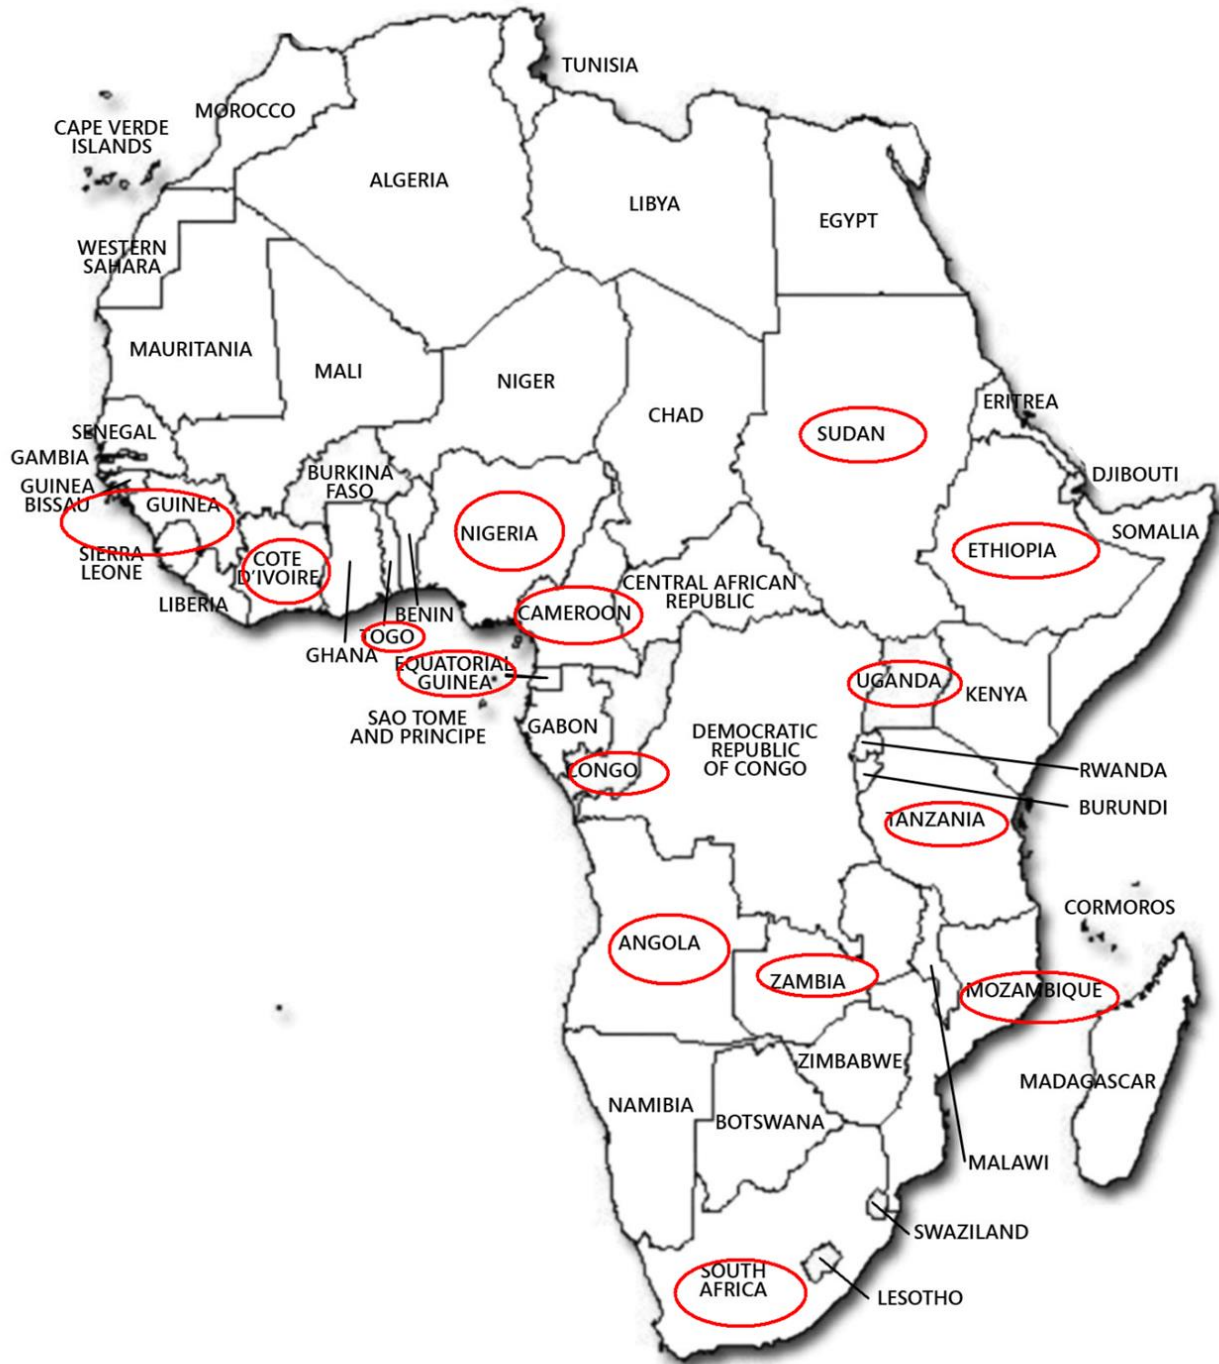 TUNISIA
MOROCCO
CAPE VERDE
ISLANDS
ALGERIA
LIBYA
EGYPT
WESTERN
SAHARA
MAURITANIA
MALI
NIGER
CHAD
SUDAN
ERITREA
SENEGAL
GAMBIA
GUINEA
BISSAU
GUINEA
BURKINA
FASO
NIGERIA
DJIBOUTI
SOMALIA
ETHIOPIA
SIERRA
LEONE
COTE
D'IVOIRE
LIBERIA
GHANA
TOGO
BENIN
CAMEROON
CENTRAL AFRICAN
REPUBLIC
EQUATORIAL
GUINEA
SAO TOME
AND PRINCIPE
GABON
CONGO
DEMOCRATIC
REPUBLIC
OF CONGO
UGANDA
KENYA
RWANDA
BURUNDI
TANZANIA
CORMOROS
ANGOLA
ZAMBIA
MOZAMBIQUE
ZIMBABWE
MADAGASCAR
NAMIBIA
BOTSWANA
MALAWI
SWAZILAND
SOUTH
AFRICA
LESOTHO